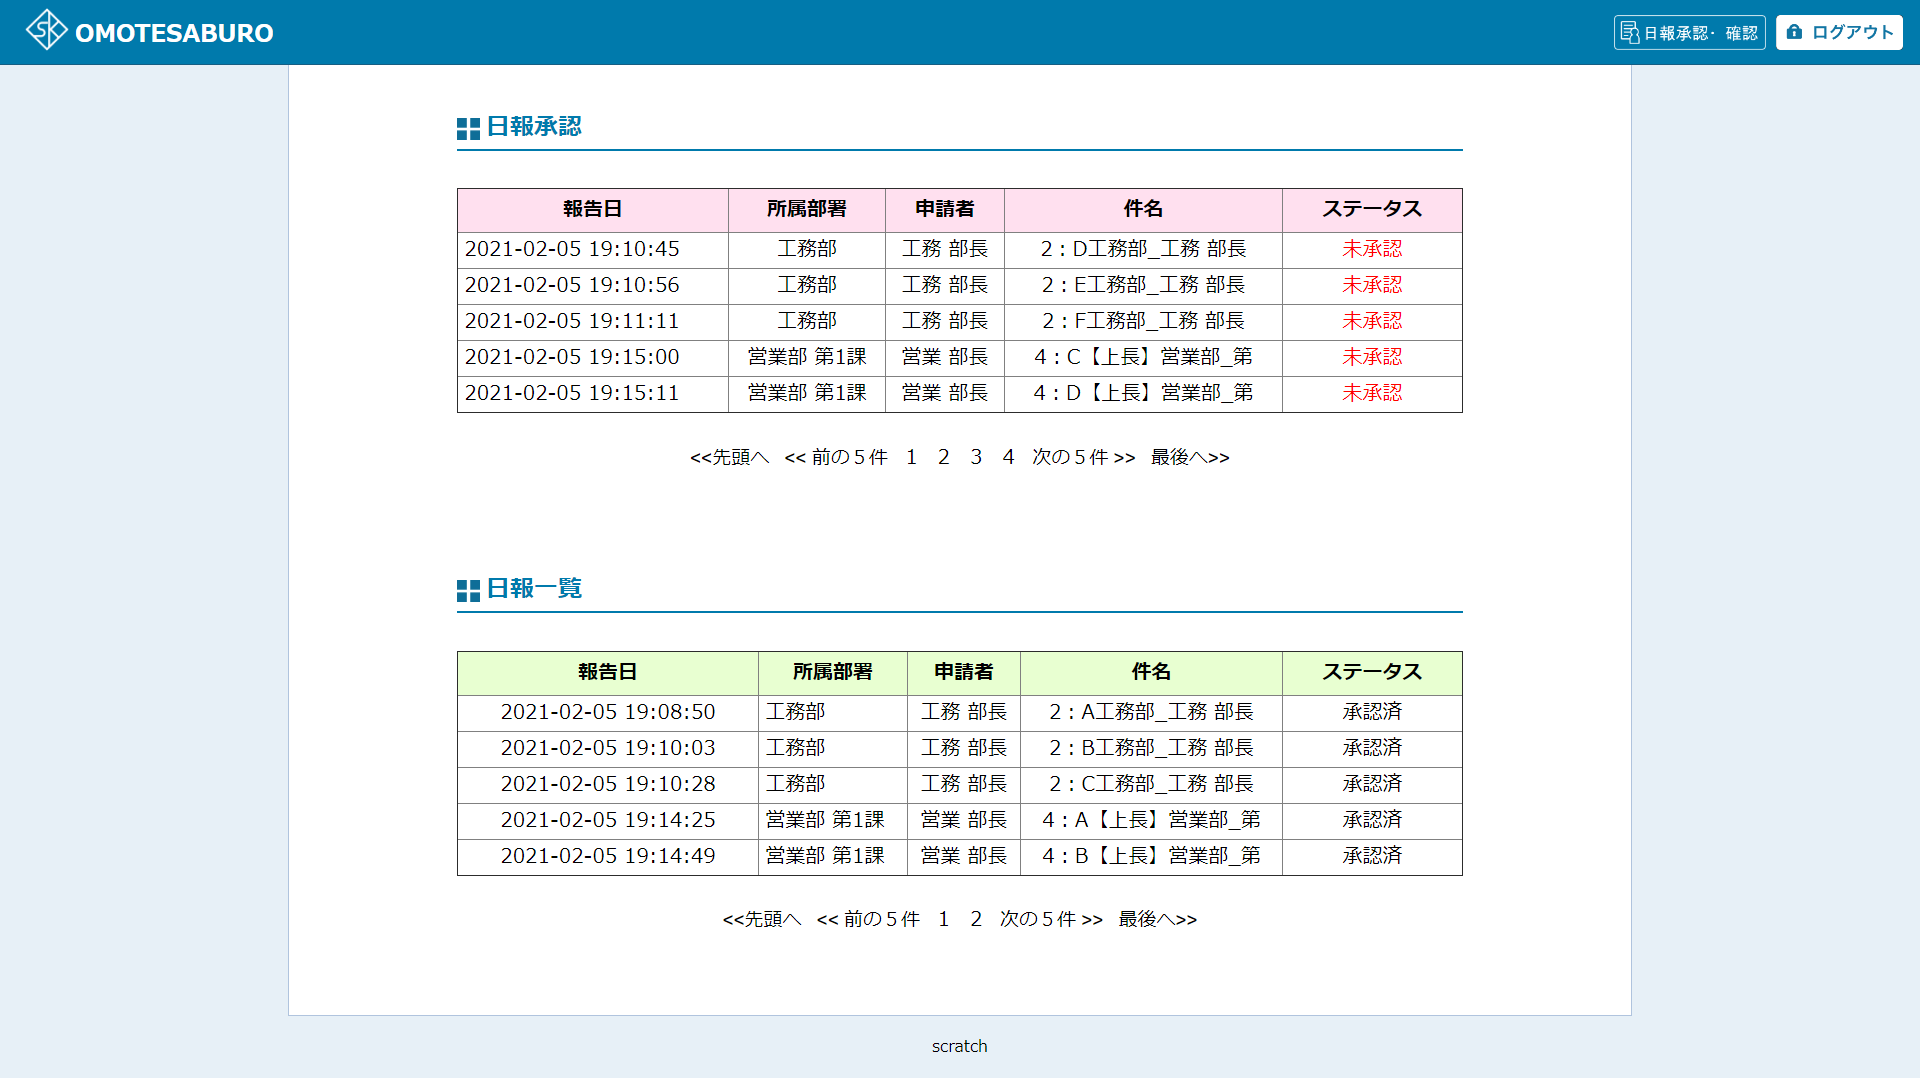 OMOTESABURO 日報承認・確認 ログアウト
日報承認
報告日 所属部署 申請者 件名 ステータス
2021-02-05 19:10:45 工務部 工務 部長 2：D工務部_工務 部長 未承認
2021-02-05 19:10:56 工務部 工務 部長 2：E工務部_工務 部長 未承認
2021-02-05 19:11:11 工務部 工務 部長 2：F工務部_工務 部長 未承認
2021-02-05 19:15:00 営業部 第1課 営業 部長 4：C【上長】営業部_第 未承認
2021-02-05 19:15:11 営業部 第1課 営業 部長 4：D【上長】営業部_第 未承認
<<先頭へ << 前の５件 1 2 3 4 次の５件 >> 最後へ>>
日報一覧
報告日 所属部署 申請者 件名 ステータス
2021-02-05 19:08:50 工務部 工務 部長 2：A工務部_工務 部長 承認済
2021-02-05 19:10:03 工務部 工務 部長 2：B工務部_工務 部長 承認済
2021-02-05 19:10:28 工務部 工務 部長 2：C工務部_工務 部長 承認済
2021-02-05 19:14:25 営業部 第1課 営業 部長 4：A【上長】営業部_第 承認済
2021-02-05 19:14:49 営業部 第1課 営業 部長 4：B【上長】営業部_第 承認済
<<先頭へ << 前の５件 1 2 次の５件 >> 最後へ>>
scratch